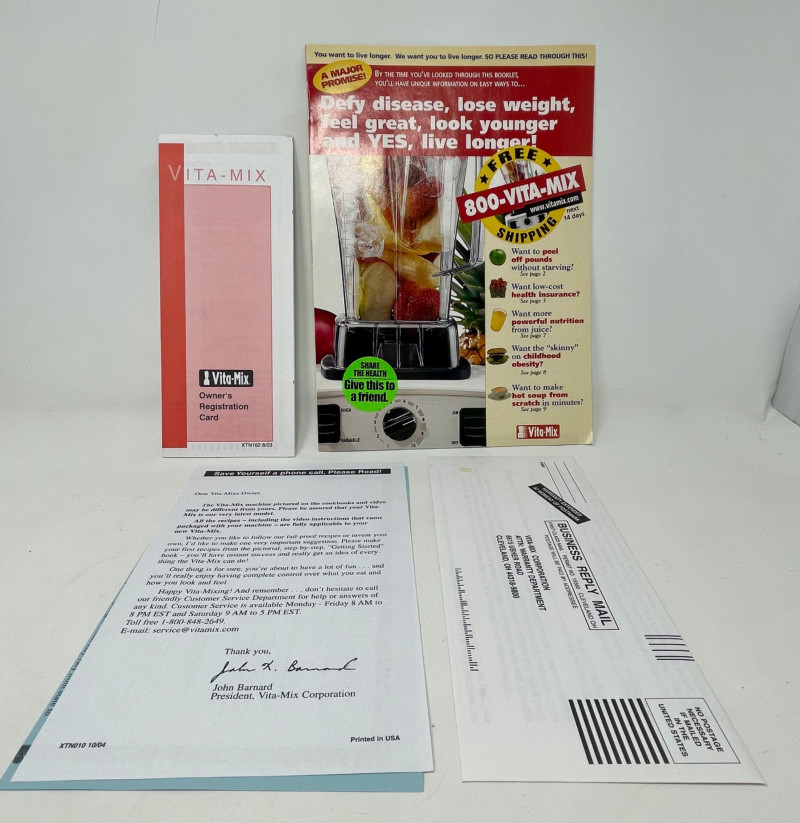 VITA-MIX
Vita-Mix
Owner's
Registration
Card
XTN162 8/03
You want to live longer. We want you to live longer. SO PLEASE READ THROUGH THIS!
A MAJOR
PROMISE!
BY THE TIME YOU'VE LOOKED THROUGH THIS BOOKLET,
YOU'LL HAVE UNIQUE INFORMATION ON EASY WAYS TO...
Defy disease, lose weight,
feel great, look younger
and YES, live longer!
FREE
800-VITA-MIX
www.vitamix.com
next
14 days
SHIPPING
Want to peel
off pounds
without starving?
See page 2
Want low-cost
health insurance?
See page 3
Want more
powerful nutrition
from juice?
See page 7
Want the "skinny"
on childhood
obesity?
See page 8
Want to make
hot soup from
scratch in minutes?
See page 9
SHARE
THE HEALTH
Give this to
a friend.
HIGH
VARIABLE
ON
OFF
Vita-Mix
Save Yourself a phone call. Please Read!
Dear Vita-Mix Owner,
The Vita-Mix machine pictured on the cookbooks and video
may be different from yours. Please be assured that your Vita-
Mix is our very latest model.
All the recipes – including the video instructions that came
packaged with your machine – are fully applicable to your
new Vita-Mix.
Whether you like to follow our fail-proof recipes or invent your
own, I'd like to make one very important suggestion. Please make
your first recipes from the pictorial, step-by-step, "Getting Started"
book – you'll have instant success and really get an idea of every-
thing the Vita-Mix can do!
One thing is for sure, you're about to have a lot of fun . . . and
you'll really enjoy having complete control over what you eat and
how you look and feel.
Happy Vita-Mixing! And remember . . . don't hesitate to call
our friendly Customer Service Department for help or answers of
any kind. Customer Service is available Monday - Friday 8 AM to
8 PM EST and Saturday 9 AM to 5 PM EST.
Toll free 1-800-848-2649.
E-mail: service@vitamix.com
Thank you,
John K. Barnard
John Barnard
President, Vita-Mix Corporation
XTN010 10/04
Printed in USA
BUSINESS REPLY MAIL
VITA-MIX CORPORATION
ATTN: WARRANTY DEPARTMENT
8615 USHER ROAD
CLEVELAND, OH 44138-9800
NO POSTAGE
NECESSARY
IF MAILED
IN THE
UNITED STATES